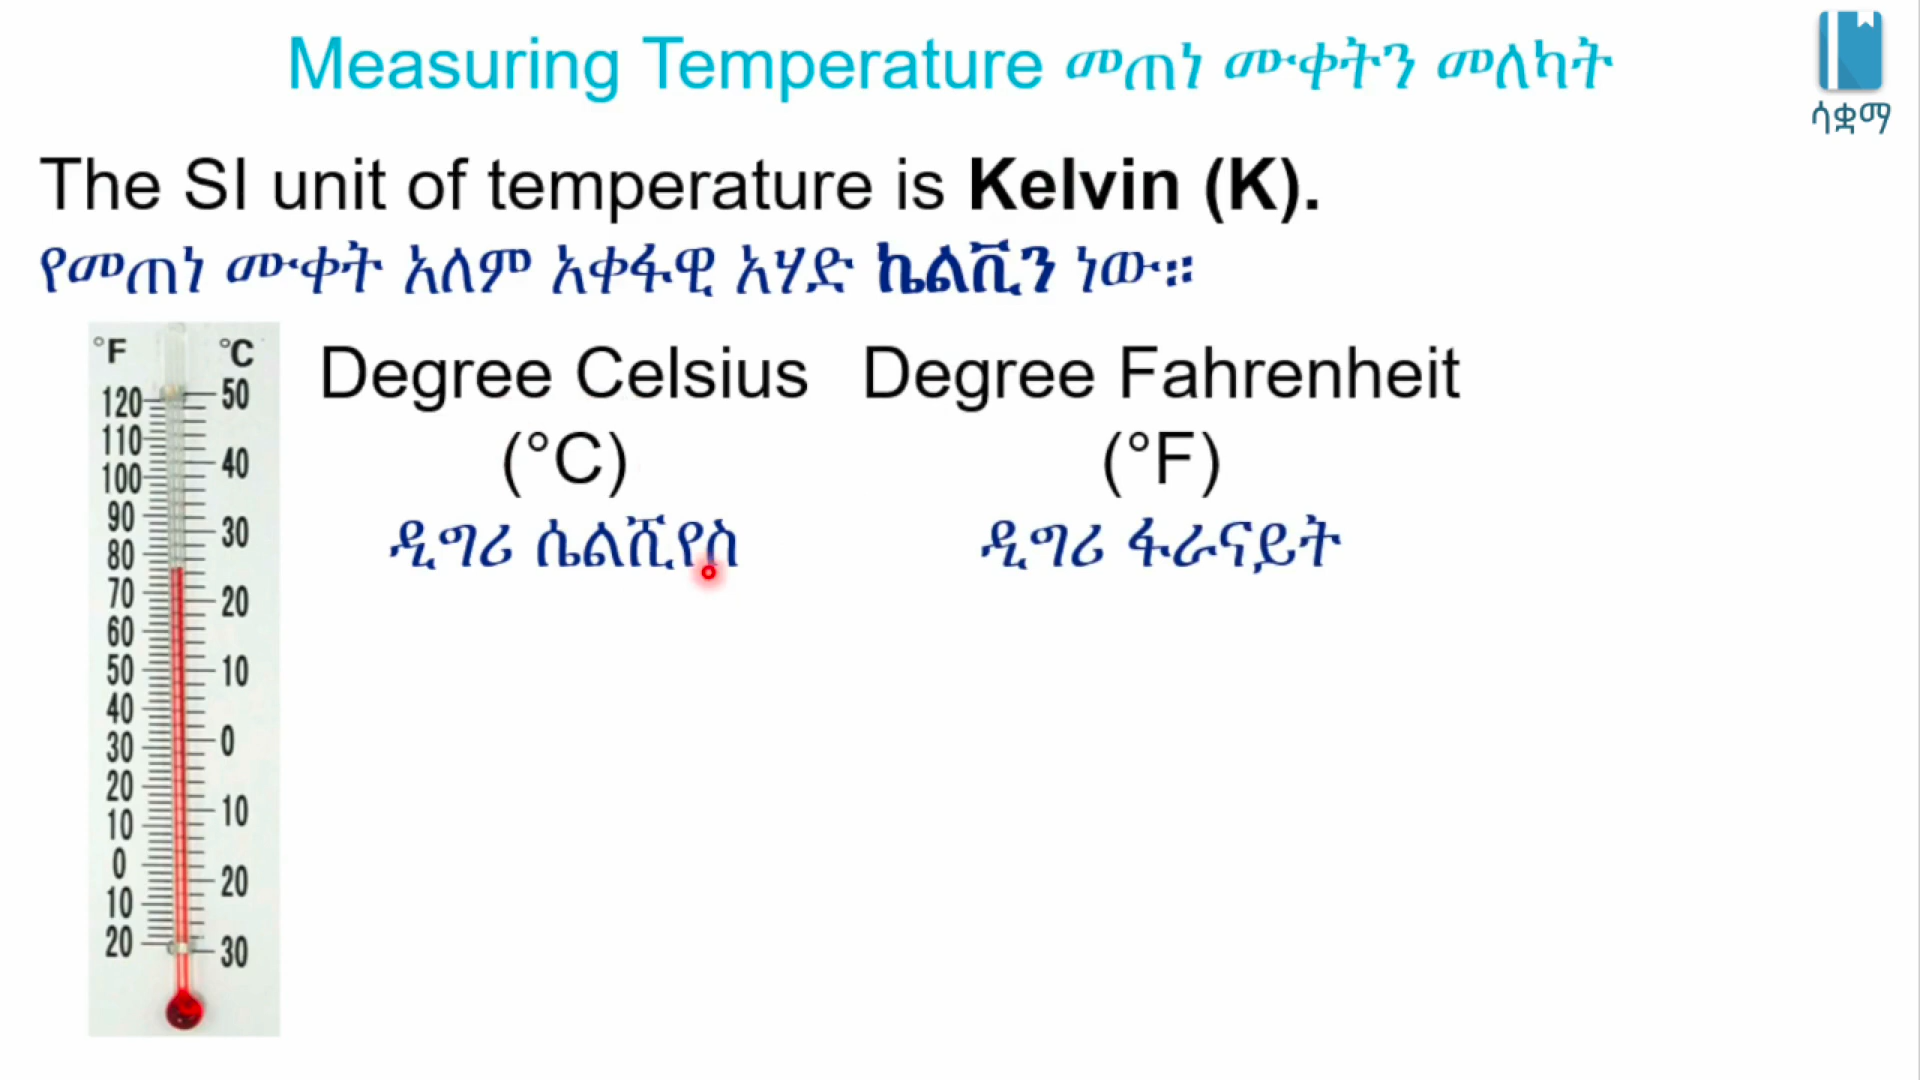 Measuring Temperature መጠነ ሙቀትን መለካት
ሳቋማ
The SI unit of temperature is Kelvin (K).
የመጠነ ሙቀት አለም አቀፋዊ አሃድ ኬልቪን ነው።
Degree Celsius
(°C)
ዲግሪ ሴልሺየስ
Degree Fahrenheit
(°F)
ዲግሪ ፋራናይት
°F °C
120 50
110
100 40
90
80 30
70
60 20
50 10
40
30 0
20
10 10
0
10 20
20 30